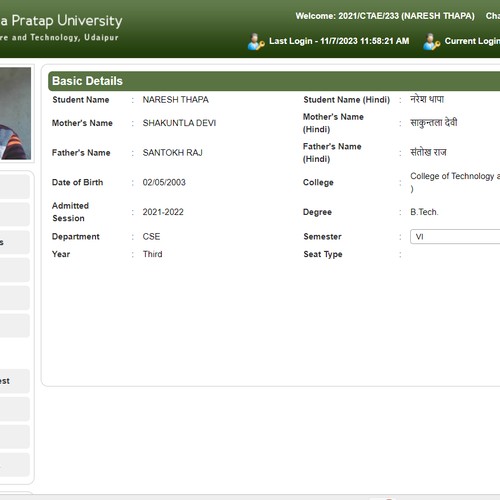 a Pratap University
re and Technology, Udaipur
Welcome: 2021/CTAE/233 (NARESH THAPA) Cha
Last Login - 11/7/2023 11:58:21 AM Current Login
Basic Details
Student Name : NARESH THAPA Student Name (Hindi) : नरेश थापा
Mother's Name : SHAKUNTLA DEVI Mother's Name (Hindi) : साकुन्तला देवी
Father's Name : SANTOKH RAJ Father's Name (Hindi) : संतोख राज
Date of Birth : 02/05/2003 College : College of Technology a
)
Admitted Session : 2021-2022 Degree : B.Tech.
Department : CSE Semester : VI
Year : Third Seat Type :
s
est